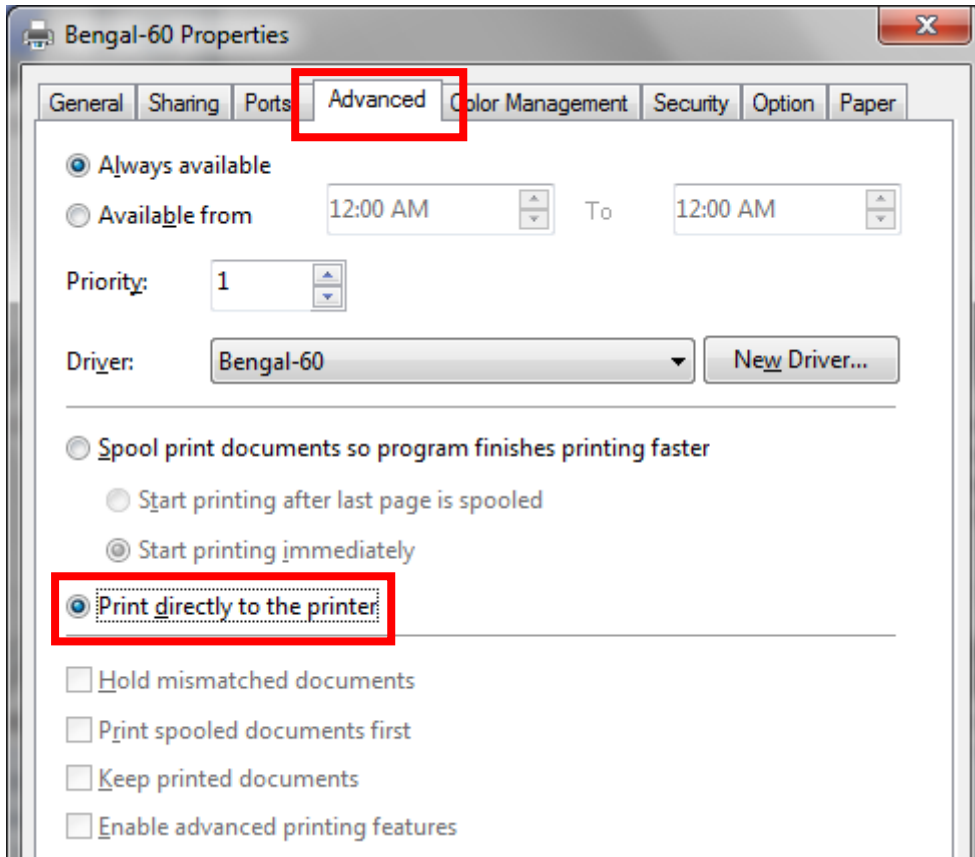 Bengal-60 Properties
General Sharing Ports Advanced Color Management Security Option Paper
Always available
Available from 12:00 AM To 12:00 AM
Priority: 1
Driver: Bengal-60 New Driver...
Spool print documents so program finishes printing faster
Start printing after last page is spooled
Start printing immediately
Print directly to the printer
Hold mismatched documents
Print spooled documents first
Keep printed documents
Enable advanced printing features